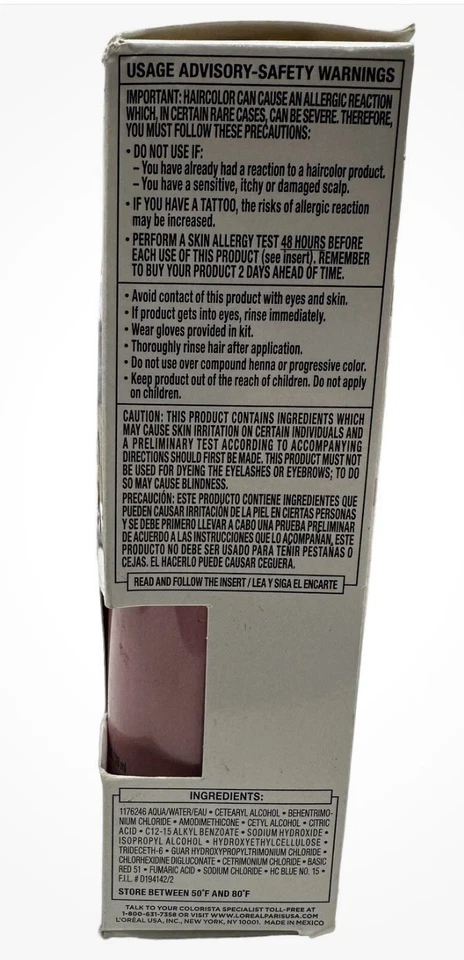 USAGE ADVISORY-SAFETY WARNINGS
IMPORTANT: HAIRCOLOR CAN CAUSE AN ALLERGIC REACTION
WHICH, IN CERTAIN RARE CASES, CAN BE SEVERE. THEREFORE,
YOU MUST FOLLOW THESE PRECAUTIONS:
• DO NOT USE IF:
– You have already had a reaction to a haircolor product.
– You have a sensitive, itchy or damaged scalp.
• IF YOU HAVE A TATTOO, the risks of allergic reaction
may be increased.
• PERFORM A SKIN ALLERGY TEST 48 HOURS BEFORE
EACH USE OF THIS PRODUCT (see insert). REMEMBER
TO BUY YOUR PRODUCT 2 DAYS AHEAD OF TIME.
• Avoid contact of this product with eyes and skin.
• If product gets into eyes, rinse immediately.
• Wear gloves provided in kit.
• Thoroughly rinse hair after application.
• Do not use over compound henna or progressive color.
• Keep product out of the reach of children. Do not apply
on children.
CAUTION: THIS PRODUCT CONTAINS INGREDIENTS WHICH
MAY CAUSE SKIN IRRITATION ON CERTAIN INDIVIDUALS AND
A PRELIMINARY TEST ACCORDING TO ACCOMPANYING
DIRECTIONS SHOULD FIRST BE MADE. THIS PRODUCT MUST NOT
BE USED FOR DYEING THE EYELASHES OR EYEBROWS; TO DO
SO MAY CAUSE BLINDNESS.
PRECAUCIÓN: ESTE PRODUCTO CONTIENE INGREDIENTES QUE
PUEDEN CAUSAR IRRITACIÓN DE LA PIEL EN CIERTAS PERSONAS
Y SE DEBE PRIMERO LLEVAR A CABO UNA PRUEBA PRELIMINAR
DE ACUERDO A LAS INSTRUCCIONES QUE LO ACOMPAÑAN, ESTE
PRODUCTO NO DEBE SER USADO PARA TEÑIR PESTAÑAS O
CEJAS. EL HACERLO PUEDE CAUSAR CEGUERA.
READ AND FOLLOW THE INSERT / LEA Y SIGA EL ENCARTE
INGREDIENTS:
1176246 AQUA/WATER/EAU • CETEARYL ALCOHOL • BEHENTRIMO-
NIUM CHLORIDE • AMODIMETHICONE • CETYL ALCOHOL • CITRIC
ACID • C12-15 ALKYL BENZOATE • SODIUM HYDROXIDE •
ISOPROPYL ALCOHOL • HYDROXYETHYLCELLULOSE •
TRIDECETH-6 • GUAR HYDROXYPROPYLTRIMONIUM CHLORIDE •
CHLORHEXIDINE DIGLUCONATE • CETRIMONIUM CHLORIDE • BASIC
RED 51 • FUMARIC ACID • SODIUM CHLORIDE • HC BLUE NO. 15 •
F.I.L. # D194142/2
STORE BETWEEN 50°F AND 80°F
TALK TO YOUR COLORISTA SPECIALIST TOLL-FREE AT
1-800-631-7358 OR VISIT WWW.LOREALPARISUSA.COM
L'ORÉAL USA, INC., NEW YORK, NY 10001. MADE IN MEXICO